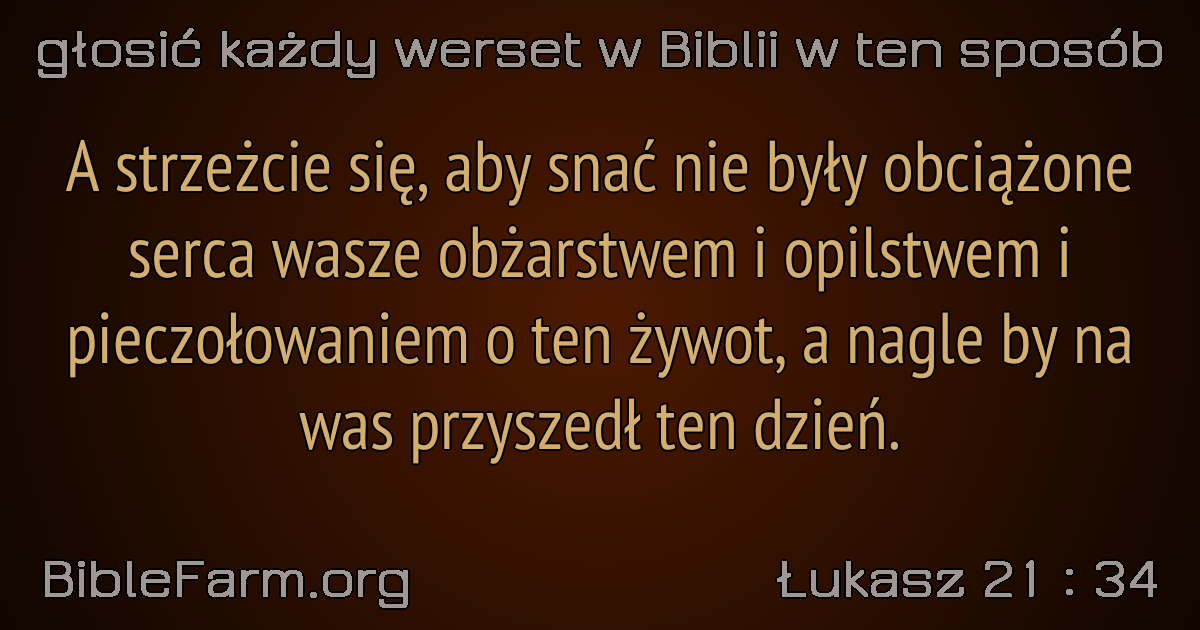 głosić każdy werset w Biblii w ten sposób
A strzeżcie się, aby snać nie były obciążone
serca wasze obżarstwem i opilstwem i
pieczołowaniem o ten żywot, a nagle by na
was przyszedł ten dzień.
BibleFarm.org
Łukasz 21 : 34